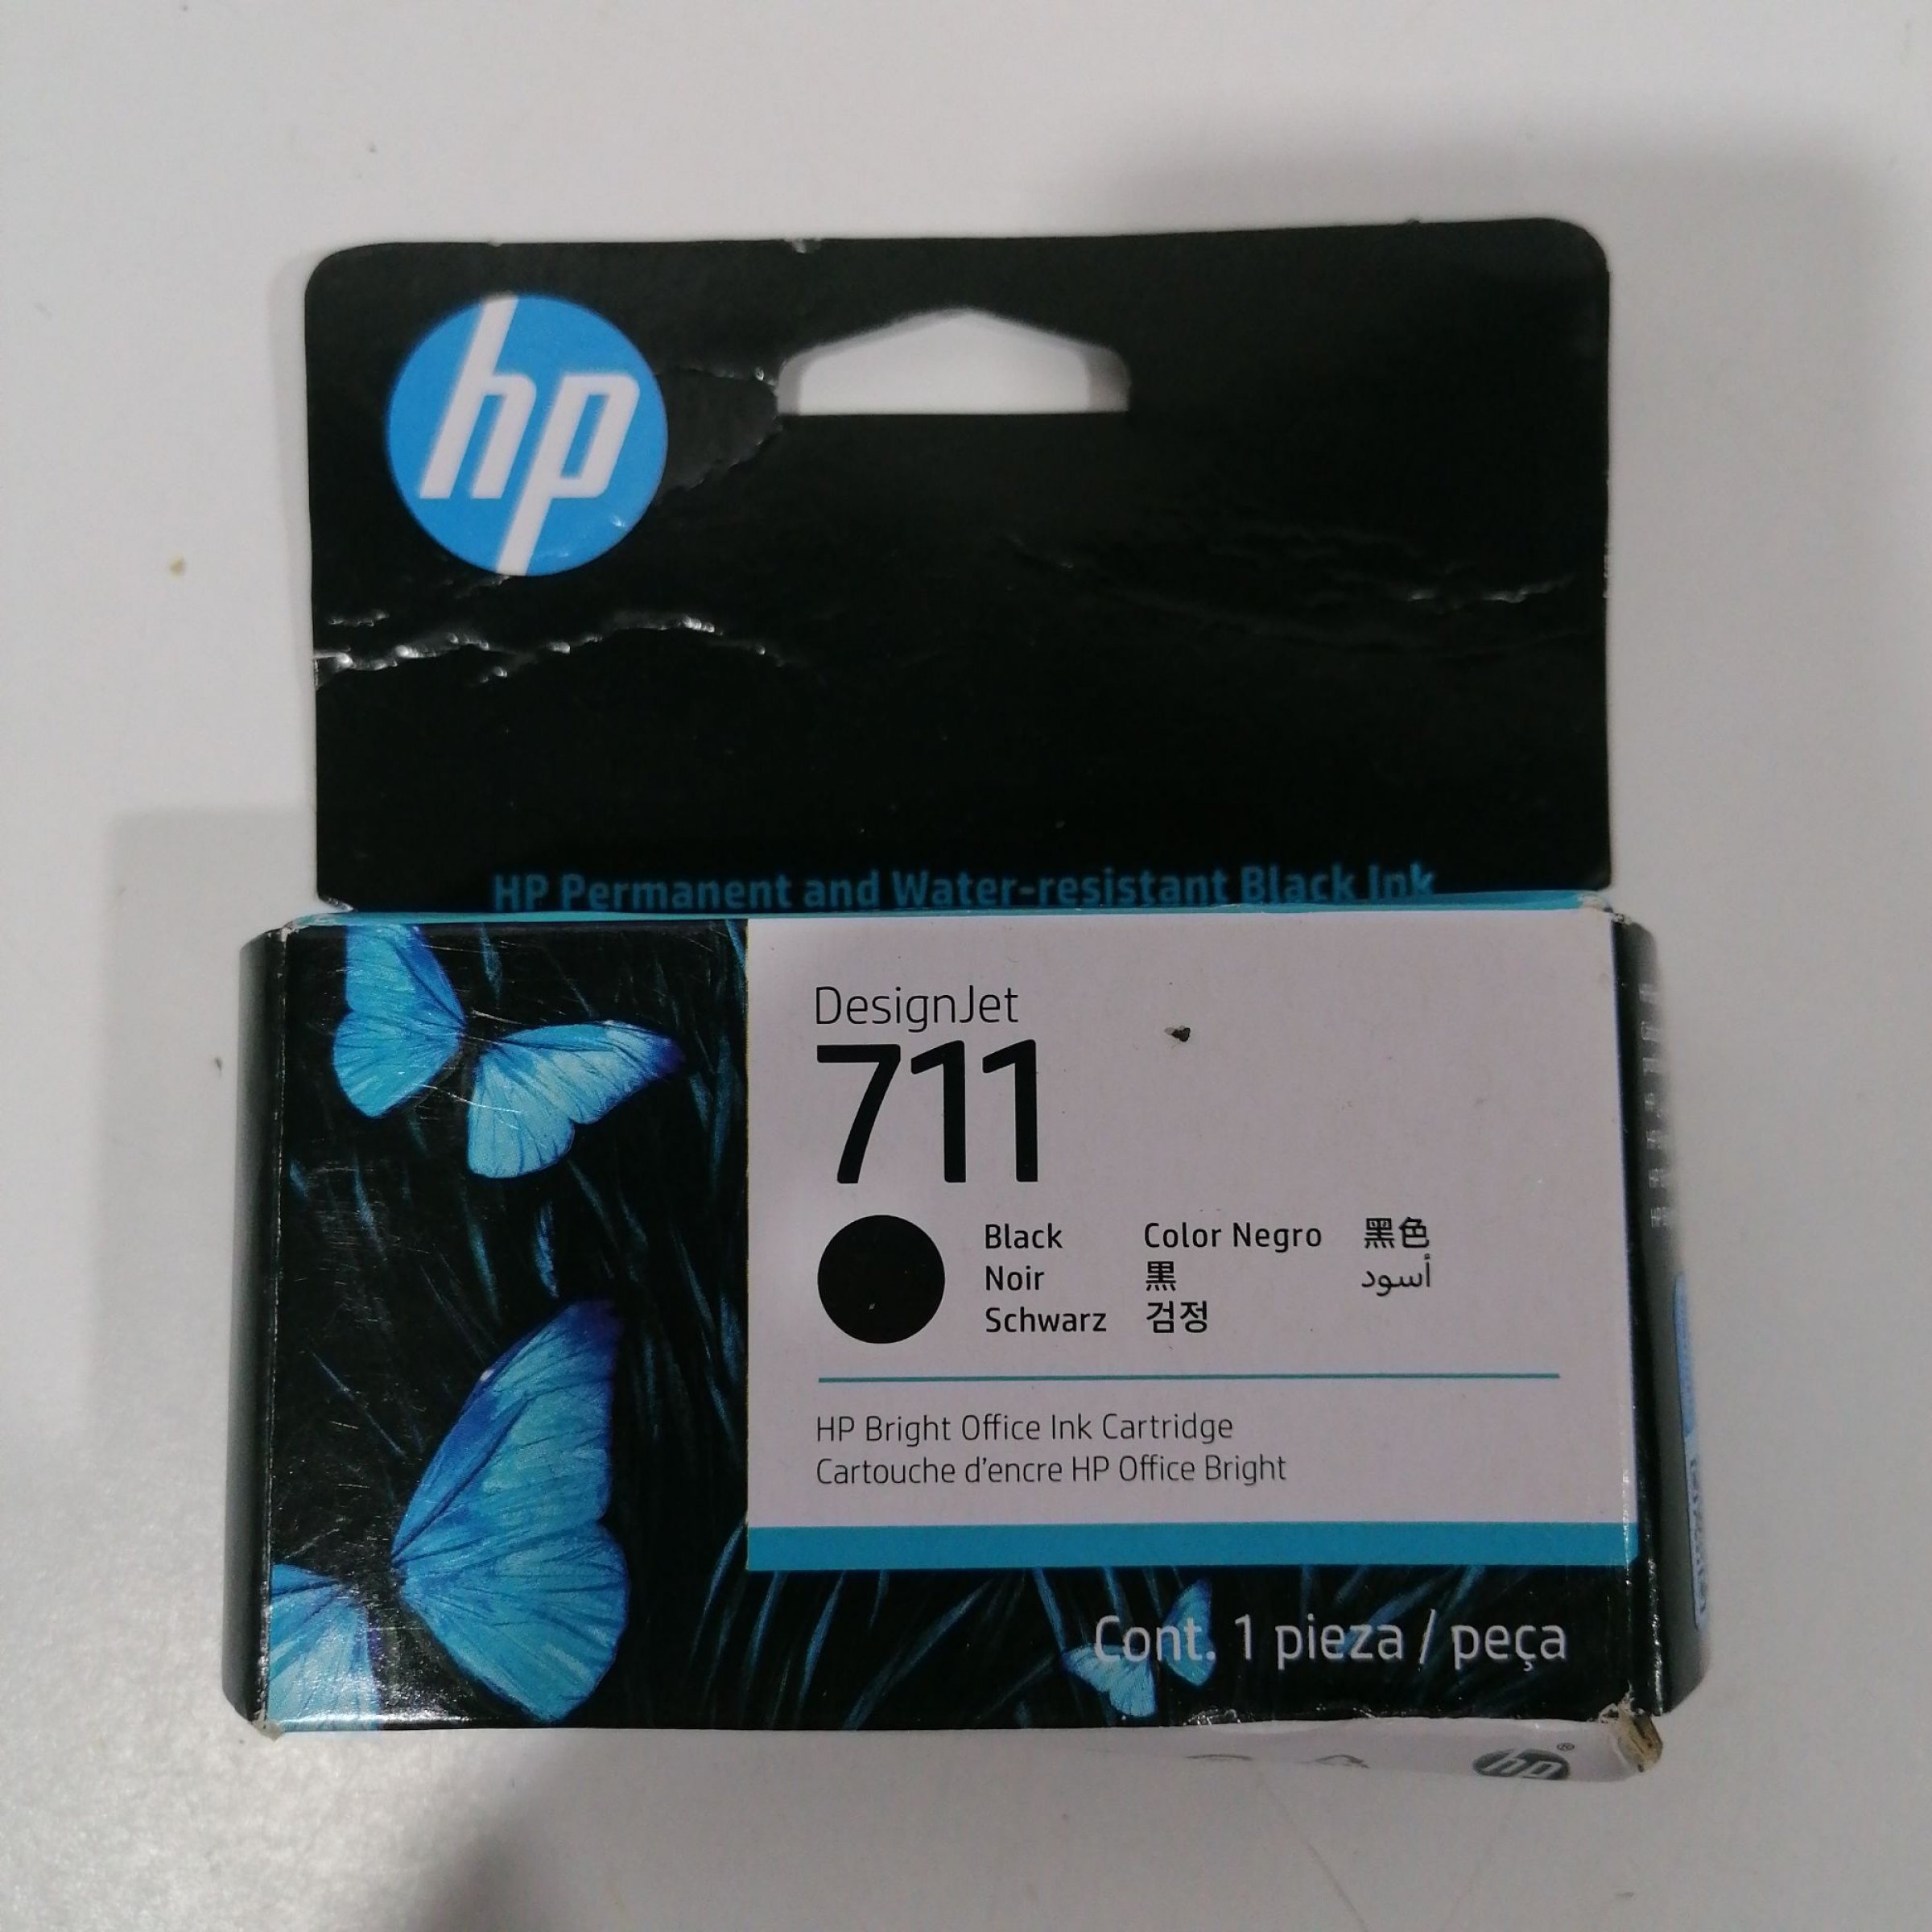 hp
HP Permanent and Water-resistant Black Ink
DesignJet
711
Black Color Negro 黑色
Noir 黒 أسود
Schwarz 검정
HP Bright Office Ink Cartridge
Cartouche d'encre HP Office Bright
Cont. 1 pieza / peça
hp®